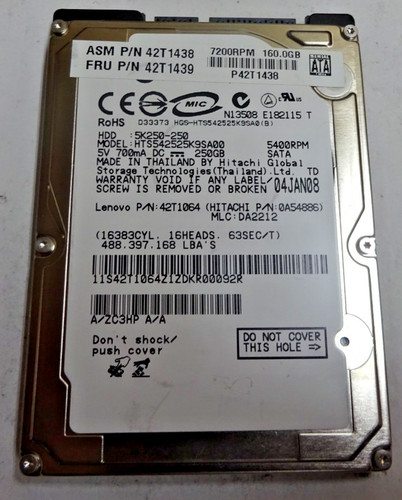 ASM P/N 42T1438 7200RPM 160.0GB
FRU P/N 42T1439 P42T1438
SATA
CE MIC N13508 E182115 T
RoHS D33373 HGS-HTS542525K9SA0(B)
HDD :5K250-250
MODEL:HTS542525K9SA00 5400RPM
5V 700mA DC 250GB SATA
MADE IN THAILAND BY Hitachi Global
Storage Technologies(Thailand).Ltd. TD
WARRANTY VOID IF ANY LABEL/
SCREW IS REMOVED OR BROKEN 04JAN08
Lenovo P/N:42T1064 (HITACHI P/N:0A54886)
MLC:DA2212
(16383CYL. 16HEADS. 63SEC/T)
488.397.168 LBA'S
11S42T1064Z1ZDKR00092R
A/ZC3HP A/A
Don't shake/
push cover
DO NOT COVER
THIS HOLE